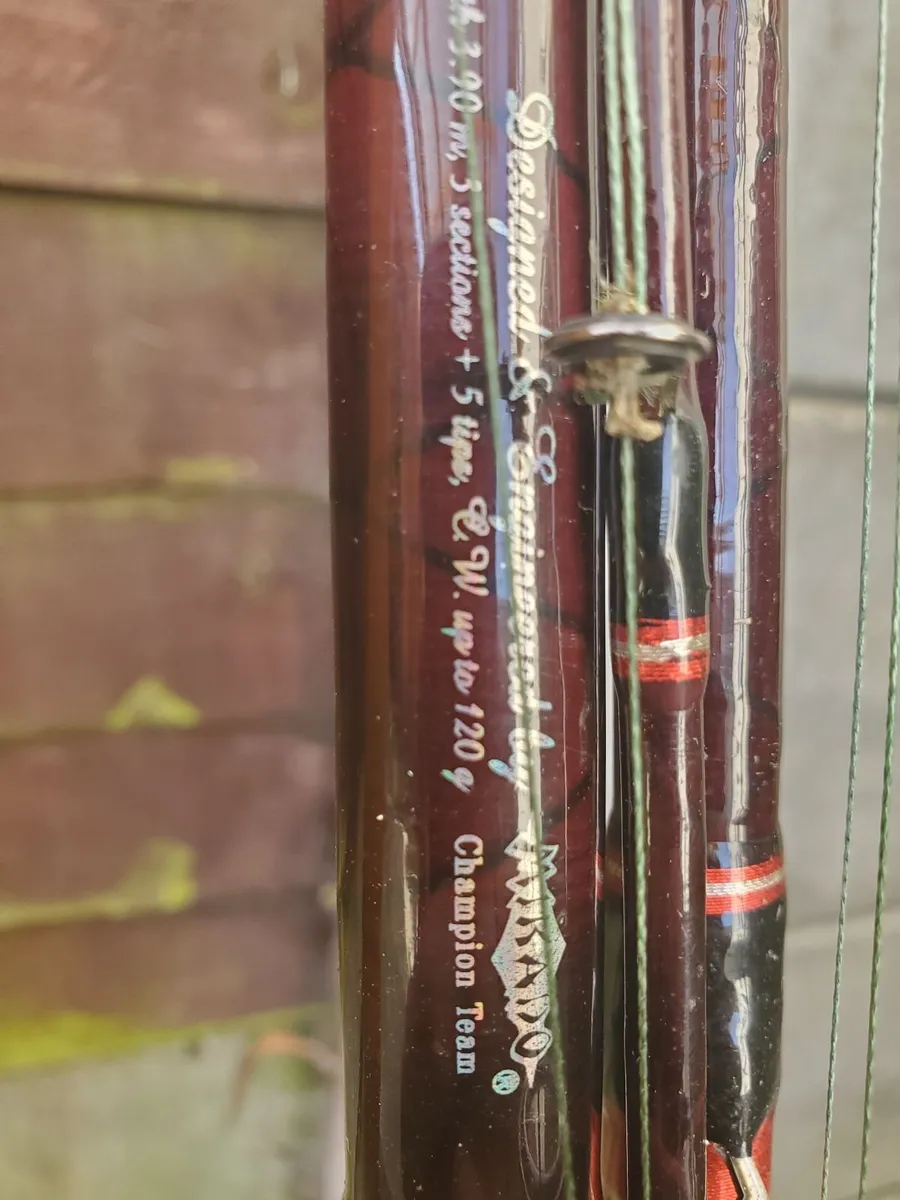 Designed & Engineered by MIKADO ®
3.90 m, 3 sections + 5 tips, C.W. up to 120 g Champion Team